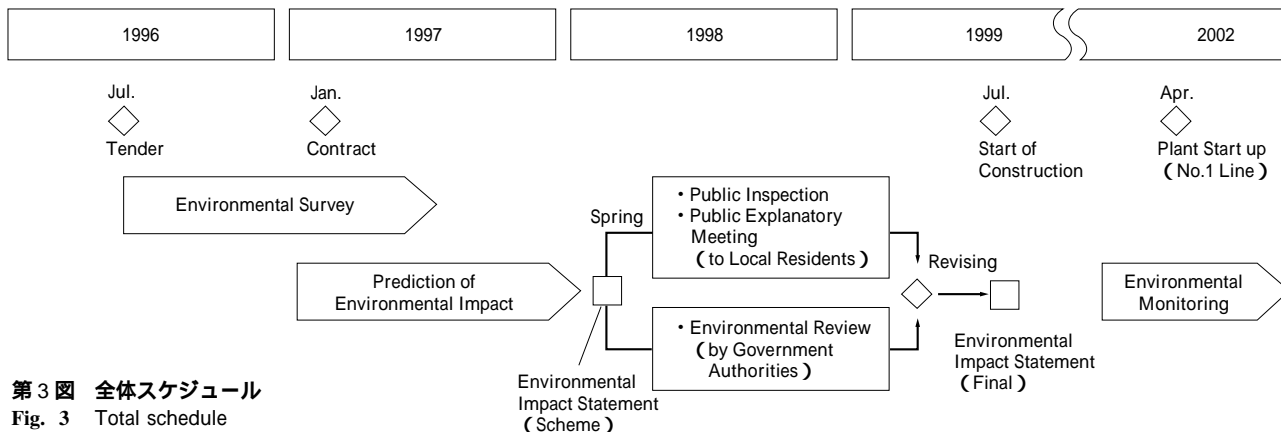 1996
1997
1998
1999
2002
Jul.
Tender
Jan.
Contract
Jul.
Start of
Construction
Apr.
Plant Start up
（No.1 Line）
Environmental Survey
Prediction of
Environmental Impact
Spring
・Public Inspection
・Public Explanatory
Meeting
（to Local Residents）
・Environmental Review
（by Government
Authorities）
Revising
Environmental
Monitoring
Environmental
Impact Statement
（Scheme）
Environmental
Impact Statement
（Final）
第3図 全体スケジュール
Fig. 3 Total schedule